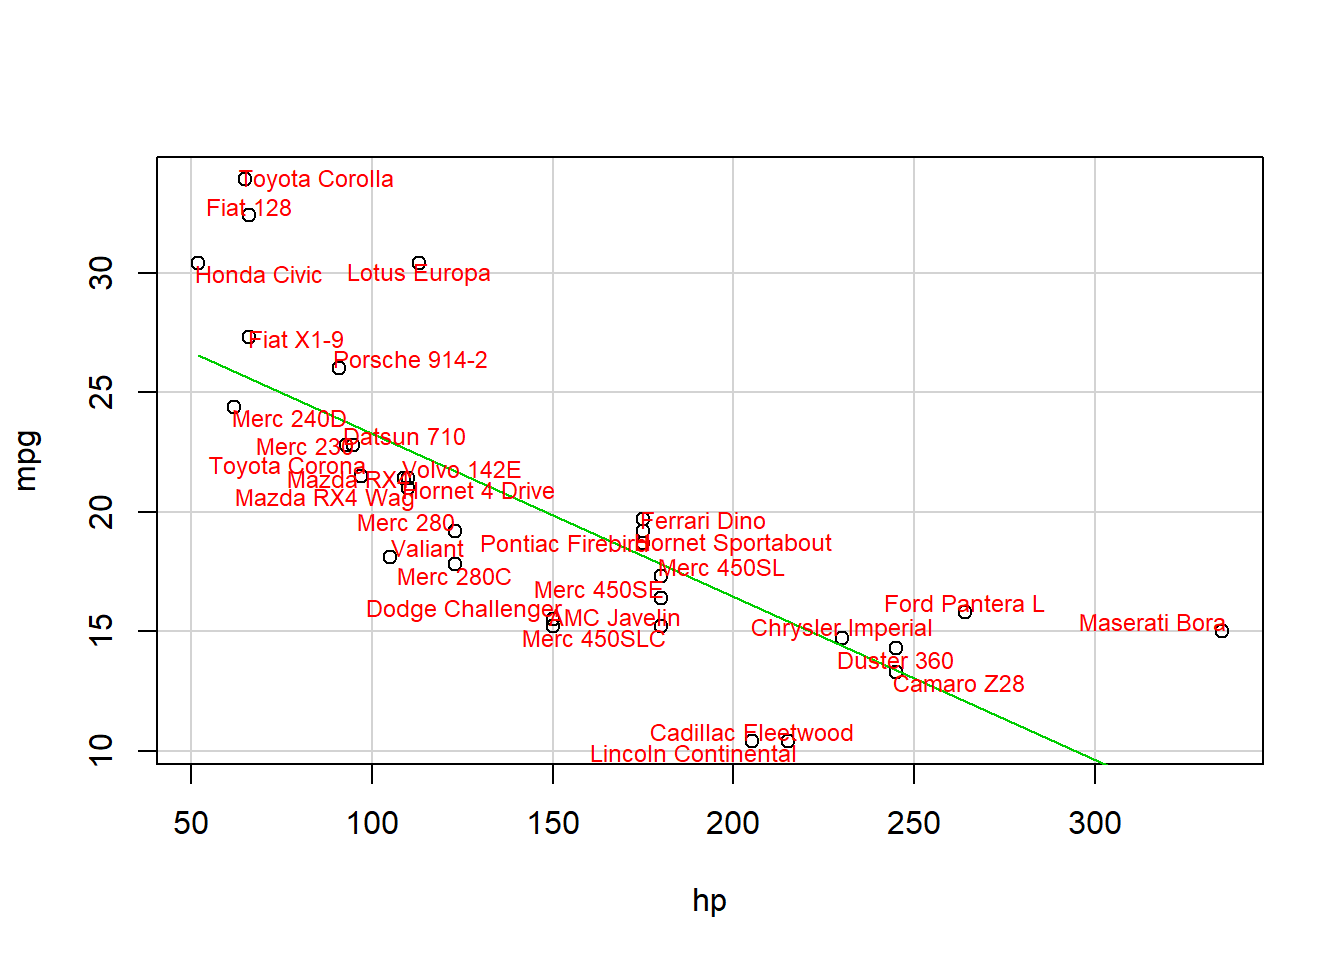 Toyota Corolla
Fiat 128
Honda Civic
Lotus Europa
Fiat X1-9
Porsche 914-2
Merc 240D
Datsun 710
Merc 230
Toyota Corona
Volvo 142E
Mazda RX4
Hornet 4 Drive
Mazda RX4 Wag
Merc 280
Ferrari Dino
Pontiac Firebird
Hornet Sportabout
Valiant
Merc 280C
Merc 450SL
Merc 450SE
Dodge Challenger
AMC Javelin
Merc 450SLC
Ford Pantera L
Chrysler Imperial
Maserati Bora
Duster 360
Camaro Z28
Cadillac Fleetwood
Lincoln Continental
30
25
20
15
10
mpg
50 100 150 200 250 300
hp